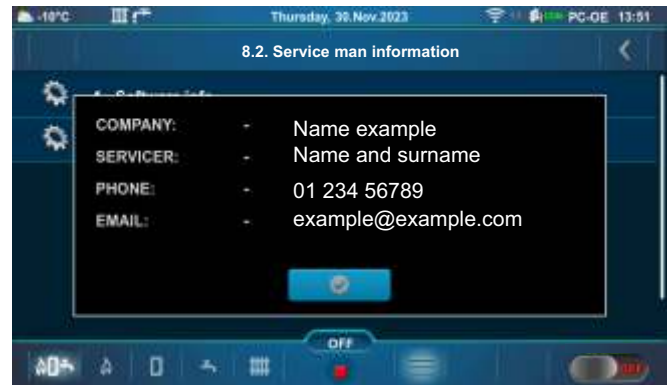 -10°C Thursday, 30.Nov.2023 PC-OE 13:51
8.2. Service man information
COMPANY: - Name example
SERVICER: - Name and surname
PHONE: - 01 234 56789
EMAIL: - example@example.com
OFF
OFF